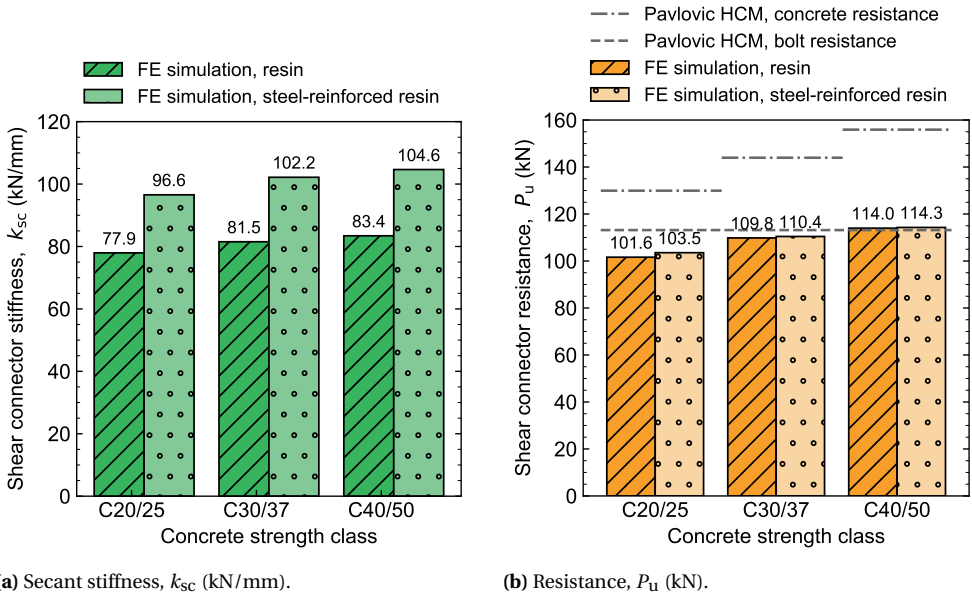 FE simulation, resin
FE simulation, steel-reinforced resin
120
100
80
60
40
20
0
Shear connector stiffness, ksc (kN/mm)
77.9
96.6
81.5
102.2
83.4
104.6
C20/25
C30/37
C40/50
Concrete strength class
(a) Secant stiffness, ksc (kN/mm).
Pavlovic HCM, concrete resistance
Pavlovic HCM, bolt resistance
FE simulation, resin
FE simulation, steel-reinforced resin
160
140
120
100
80
60
40
20
0
Shear connector resistance, Pu (kN)
101.6
103.5
109.8
110.4
114.0
114.3
C20/25
C30/37
C40/50
Concrete strength class
(b) Resistance, Pu (kN).